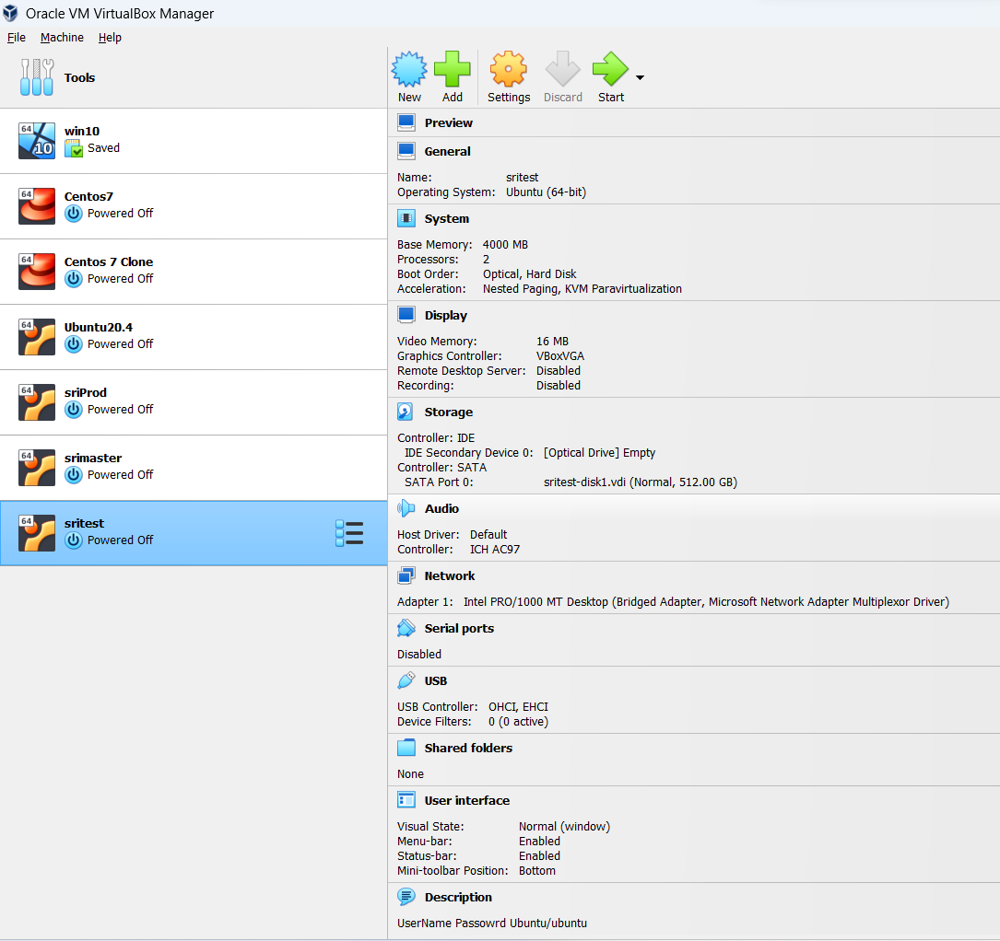 Oracle VM VirtualBox Manager
File Machine Help
Tools
New Add Settings Discard Start
64 10 win10
Saved
64 Centos7
Powered Off
64 Centos 7 Clone
Powered Off
64 Ubuntu20.4
Powered Off
64 sriProd
Powered Off
64 srimaster
Powered Off
64 sritest
Powered Off
Preview
General
Name: sritest
Operating System: Ubuntu (64-bit)
System
Base Memory: 4000 MB
Processors: 2
Boot Order: Optical, Hard Disk
Acceleration: Nested Paging, KVM Paravirtualization
Display
Video Memory: 16 MB
Graphics Controller: VBoxVGA
Remote Desktop Server: Disabled
Recording: Disabled
Storage
Controller: IDE
IDE Secondary Device 0: [Optical Drive] Empty
Controller: SATA
SATA Port 0: sritest-disk1.vdi (Normal, 512.00 GB)
Audio
Host Driver: Default
Controller: ICH AC97
Network
Adapter 1: Intel PRO/1000 MT Desktop (Bridged Adapter, Microsoft Network Adapter Multiplexor Driver)
Serial ports
Disabled
USB
USB Controller: OHCI, EHCI
Device Filters: 0 (0 active)
Shared folders
None
User interface
Visual State: Normal (window)
Menu-bar: Enabled
Status-bar: Enabled
Mini-toolbar Position: Bottom
Description
UserName Passowrd Ubuntu/ubuntu